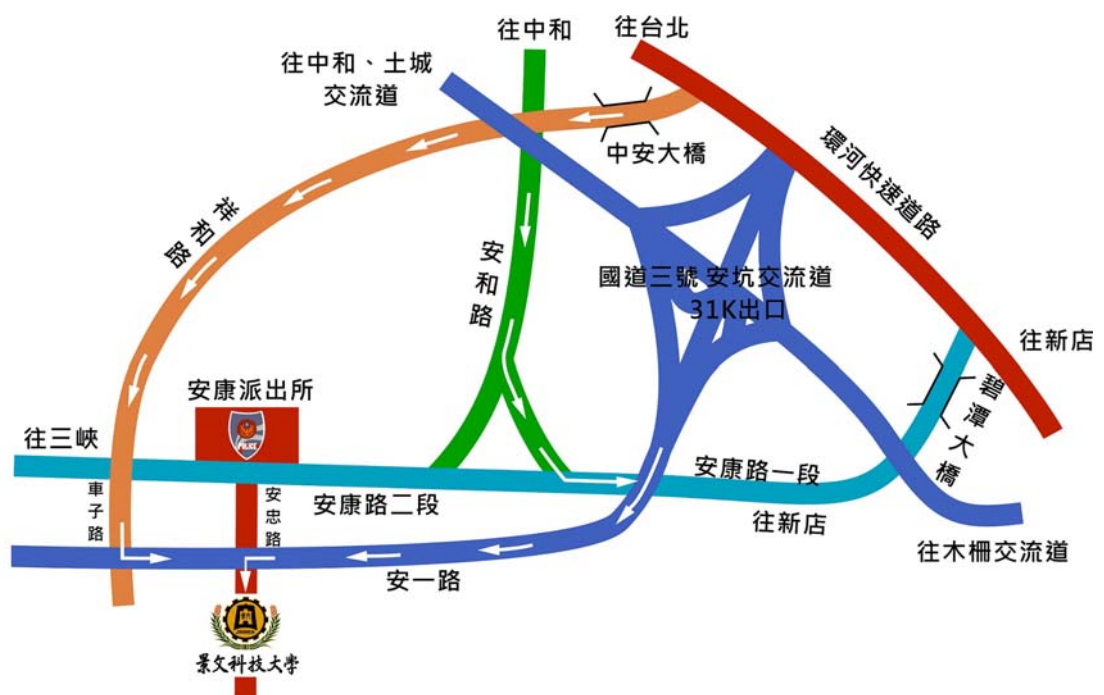 往中和
往台北
往中和、土城
交流道
中安大橋
環河快速道路
祥和路
安和路
國道三號 安坑交流道
31K出口
往新店
碧潭大橋
安康派出所
POLICE
往三峽
安康路一段
車子路
安忠路
安康路二段
往新店
往木柵交流道
安一路
景文科技大學